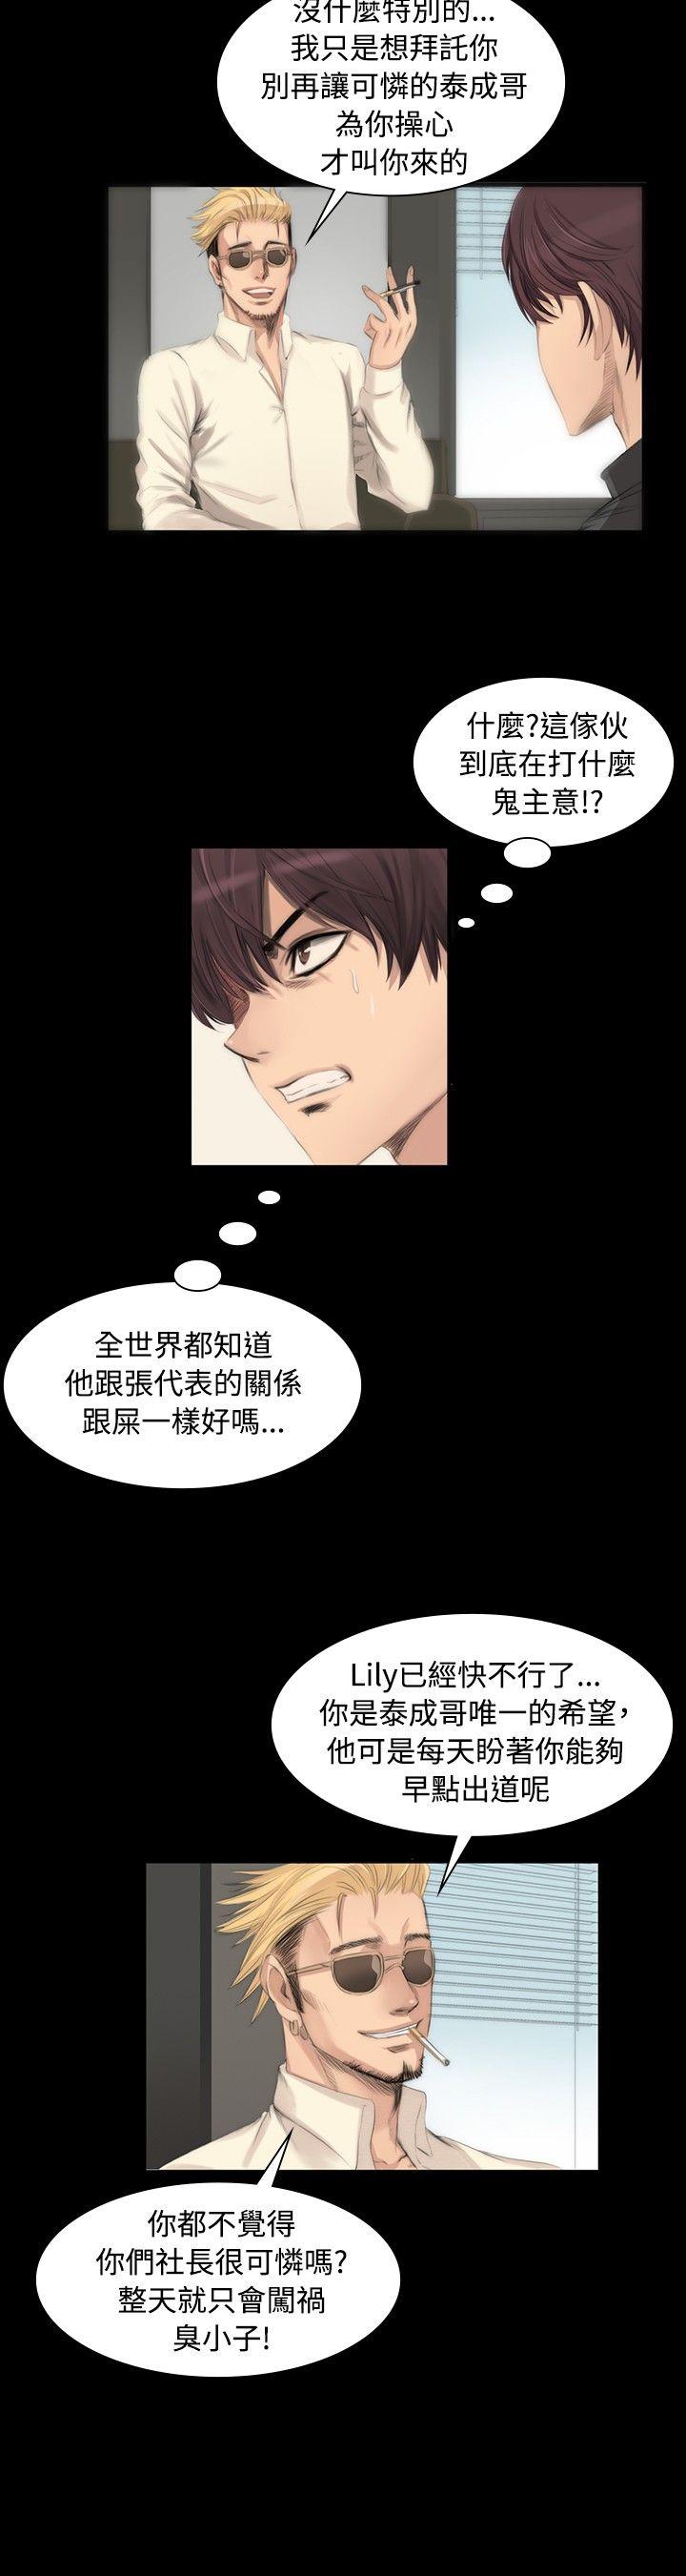 沒什麼特別的...
我只是想拜託你
別再讓可憐的泰成哥
為你操心
才叫你來的
什麼?這傢伙
到底在打什麼
鬼主意!?
全世界都知道
他跟張代表的關係
跟屎一樣好嗎...
Lily已經快不行了...
你是泰成哥唯一的希望,
他可是每天盼著你能夠
早點出道呢
你都不覺得
你們社長很可憐嗎?
整天就只會闖禍
臭小子!